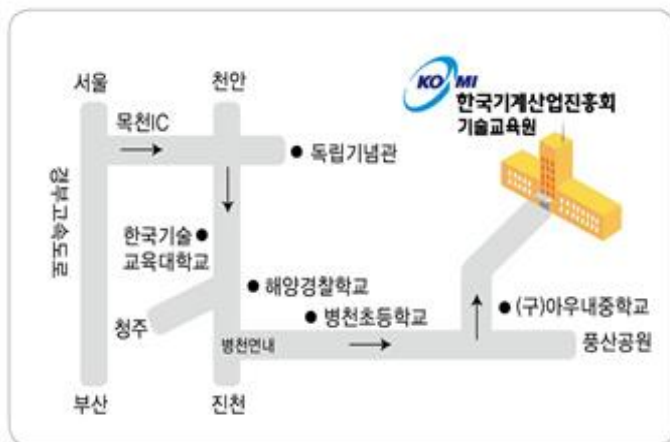 서울
천안
KOMI
한국기계산업진흥회
기술교육원
목천IC
독립기념관
경부고속도로
한국기술
교육대학교
해양경찰학교
(구)아우내중학교
병천초등학교
청주
병천면내
풍산공원
부산
진천